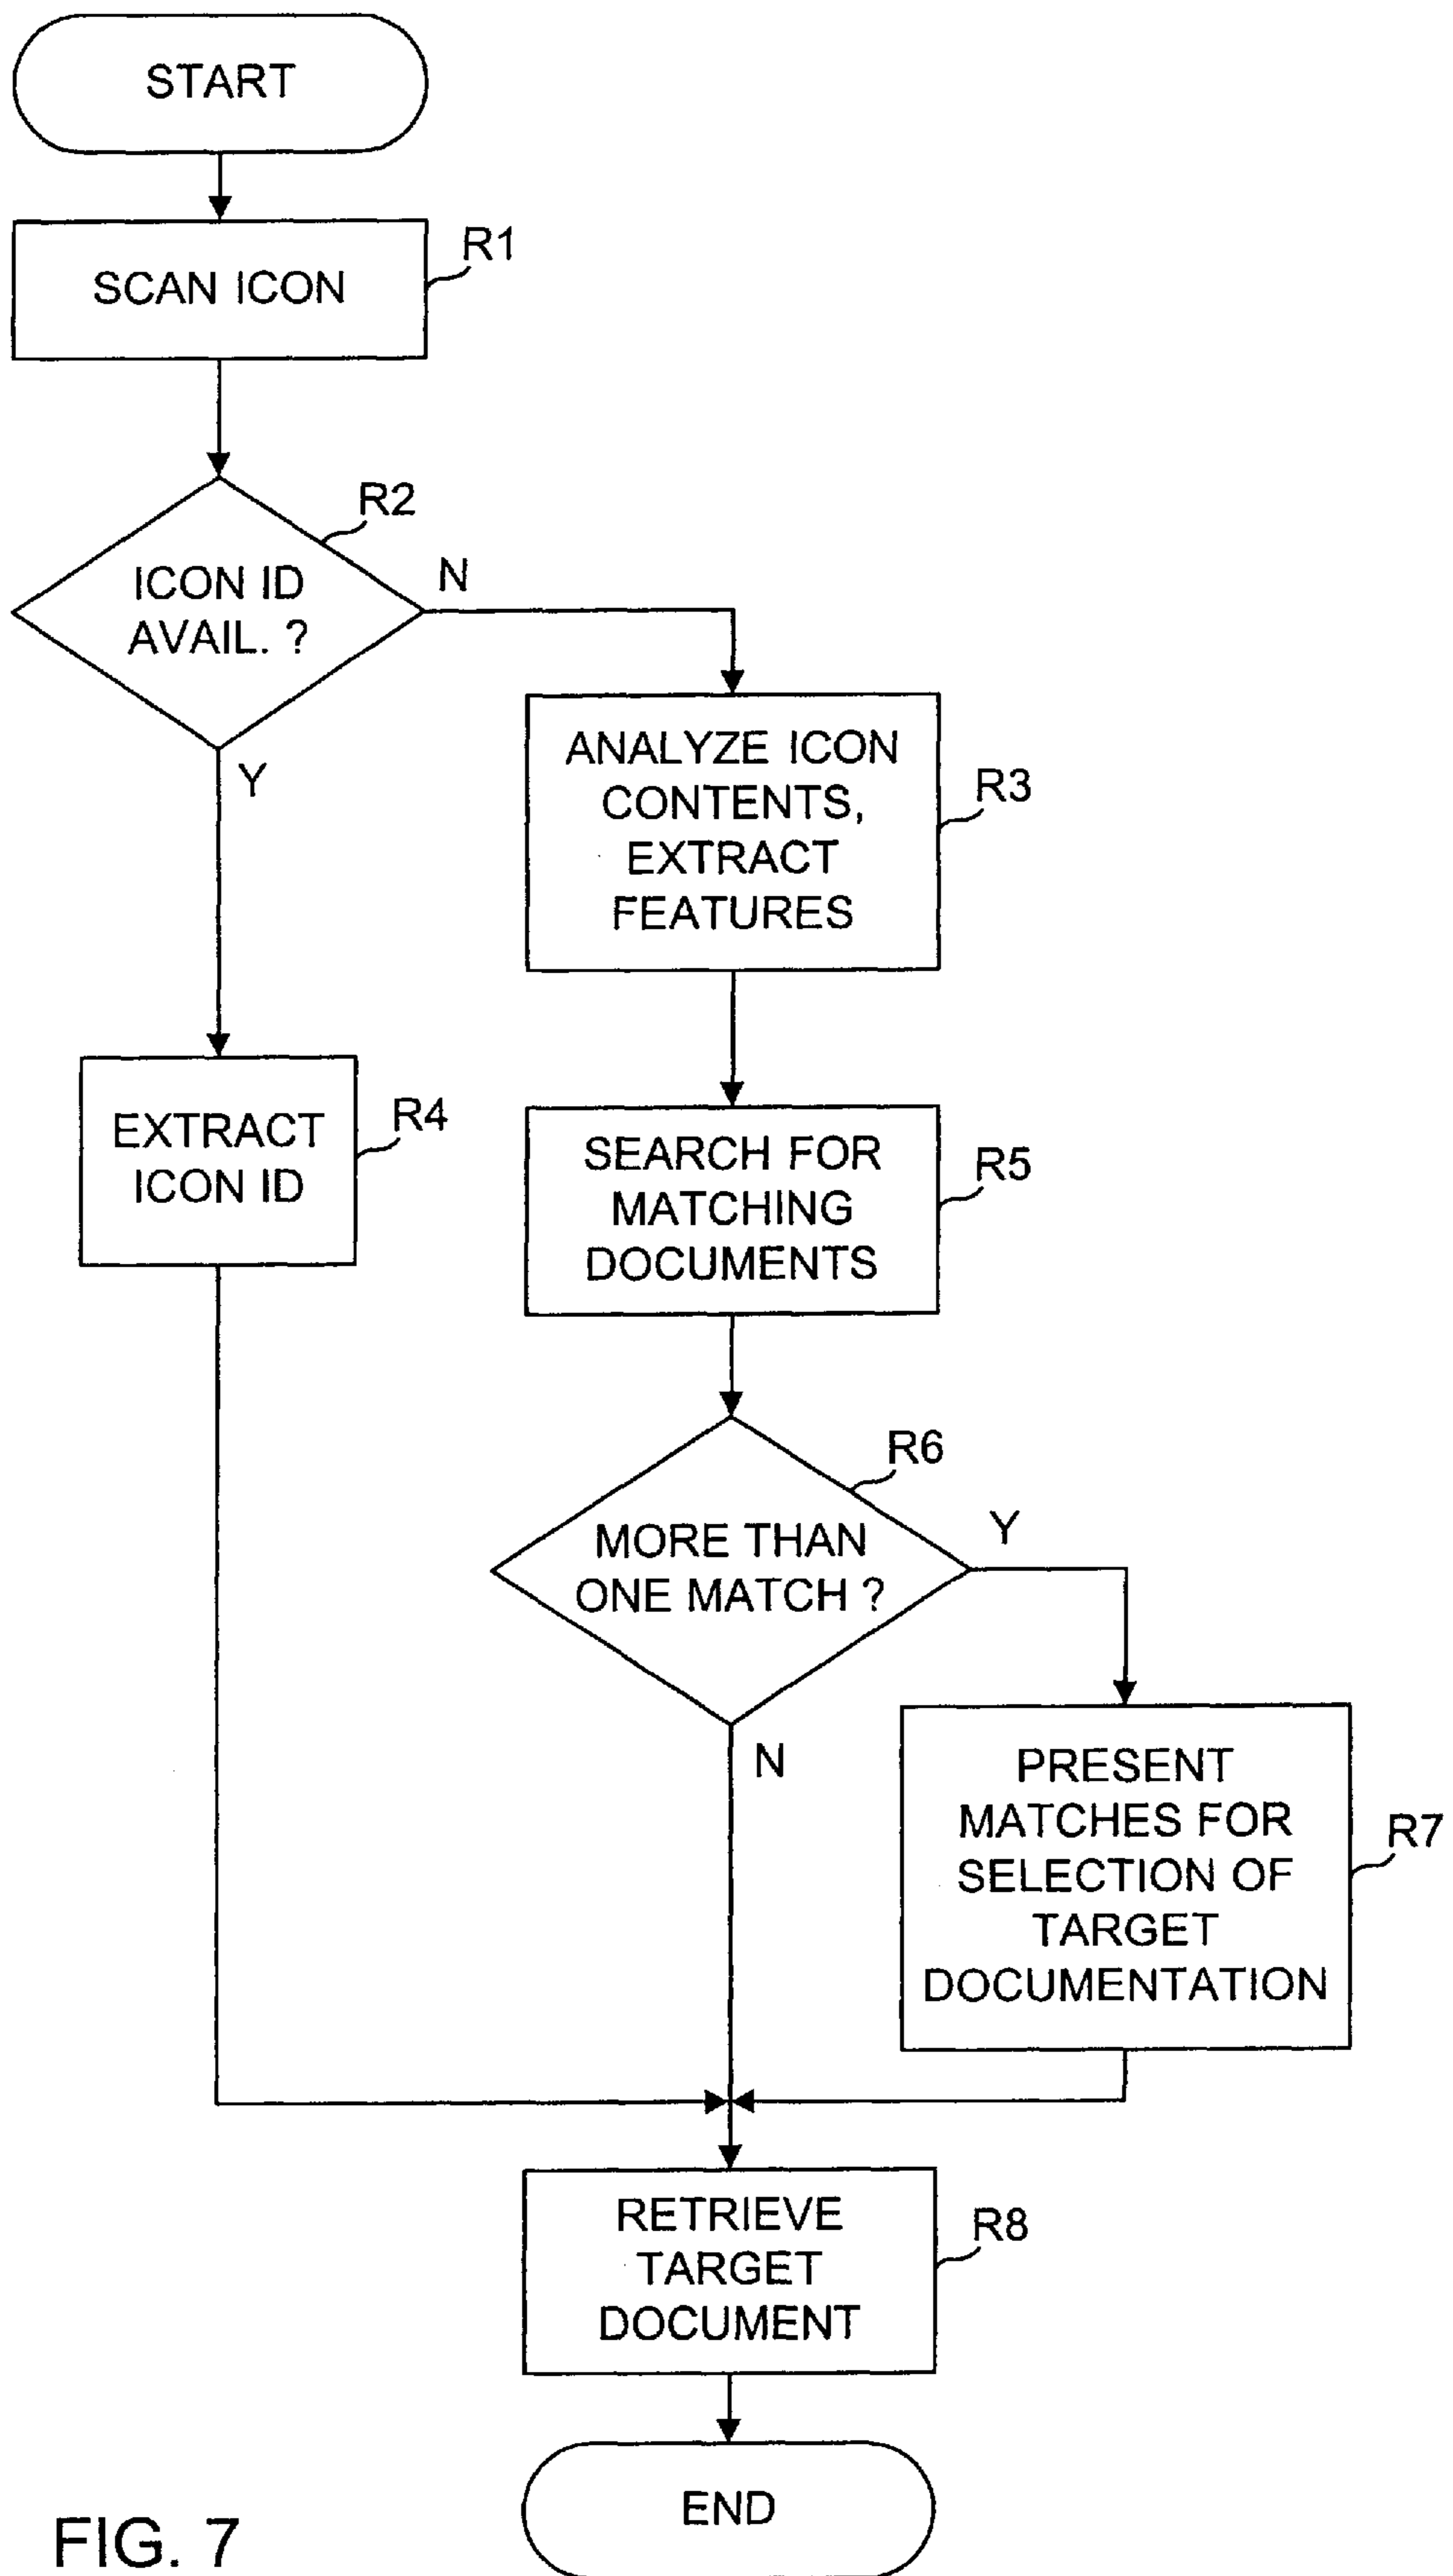 START
SCAN ICON
R1
ICON ID
AVAIL. ?
R2
N
Y
ANALYZE ICON
CONTENTS,
EXTRACT
FEATURES
R3
EXTRACT
ICON ID
R4
SEARCH FOR
MATCHING
DOCUMENTS
R5
MORE THAN
ONE MATCH ?
R6
Y
N
PRESENT
MATCHES FOR
SELECTION OF
TARGET
DOCUMENTATION
R7
RETRIEVE
TARGET
DOCUMENT
R8
END
FIG. 7